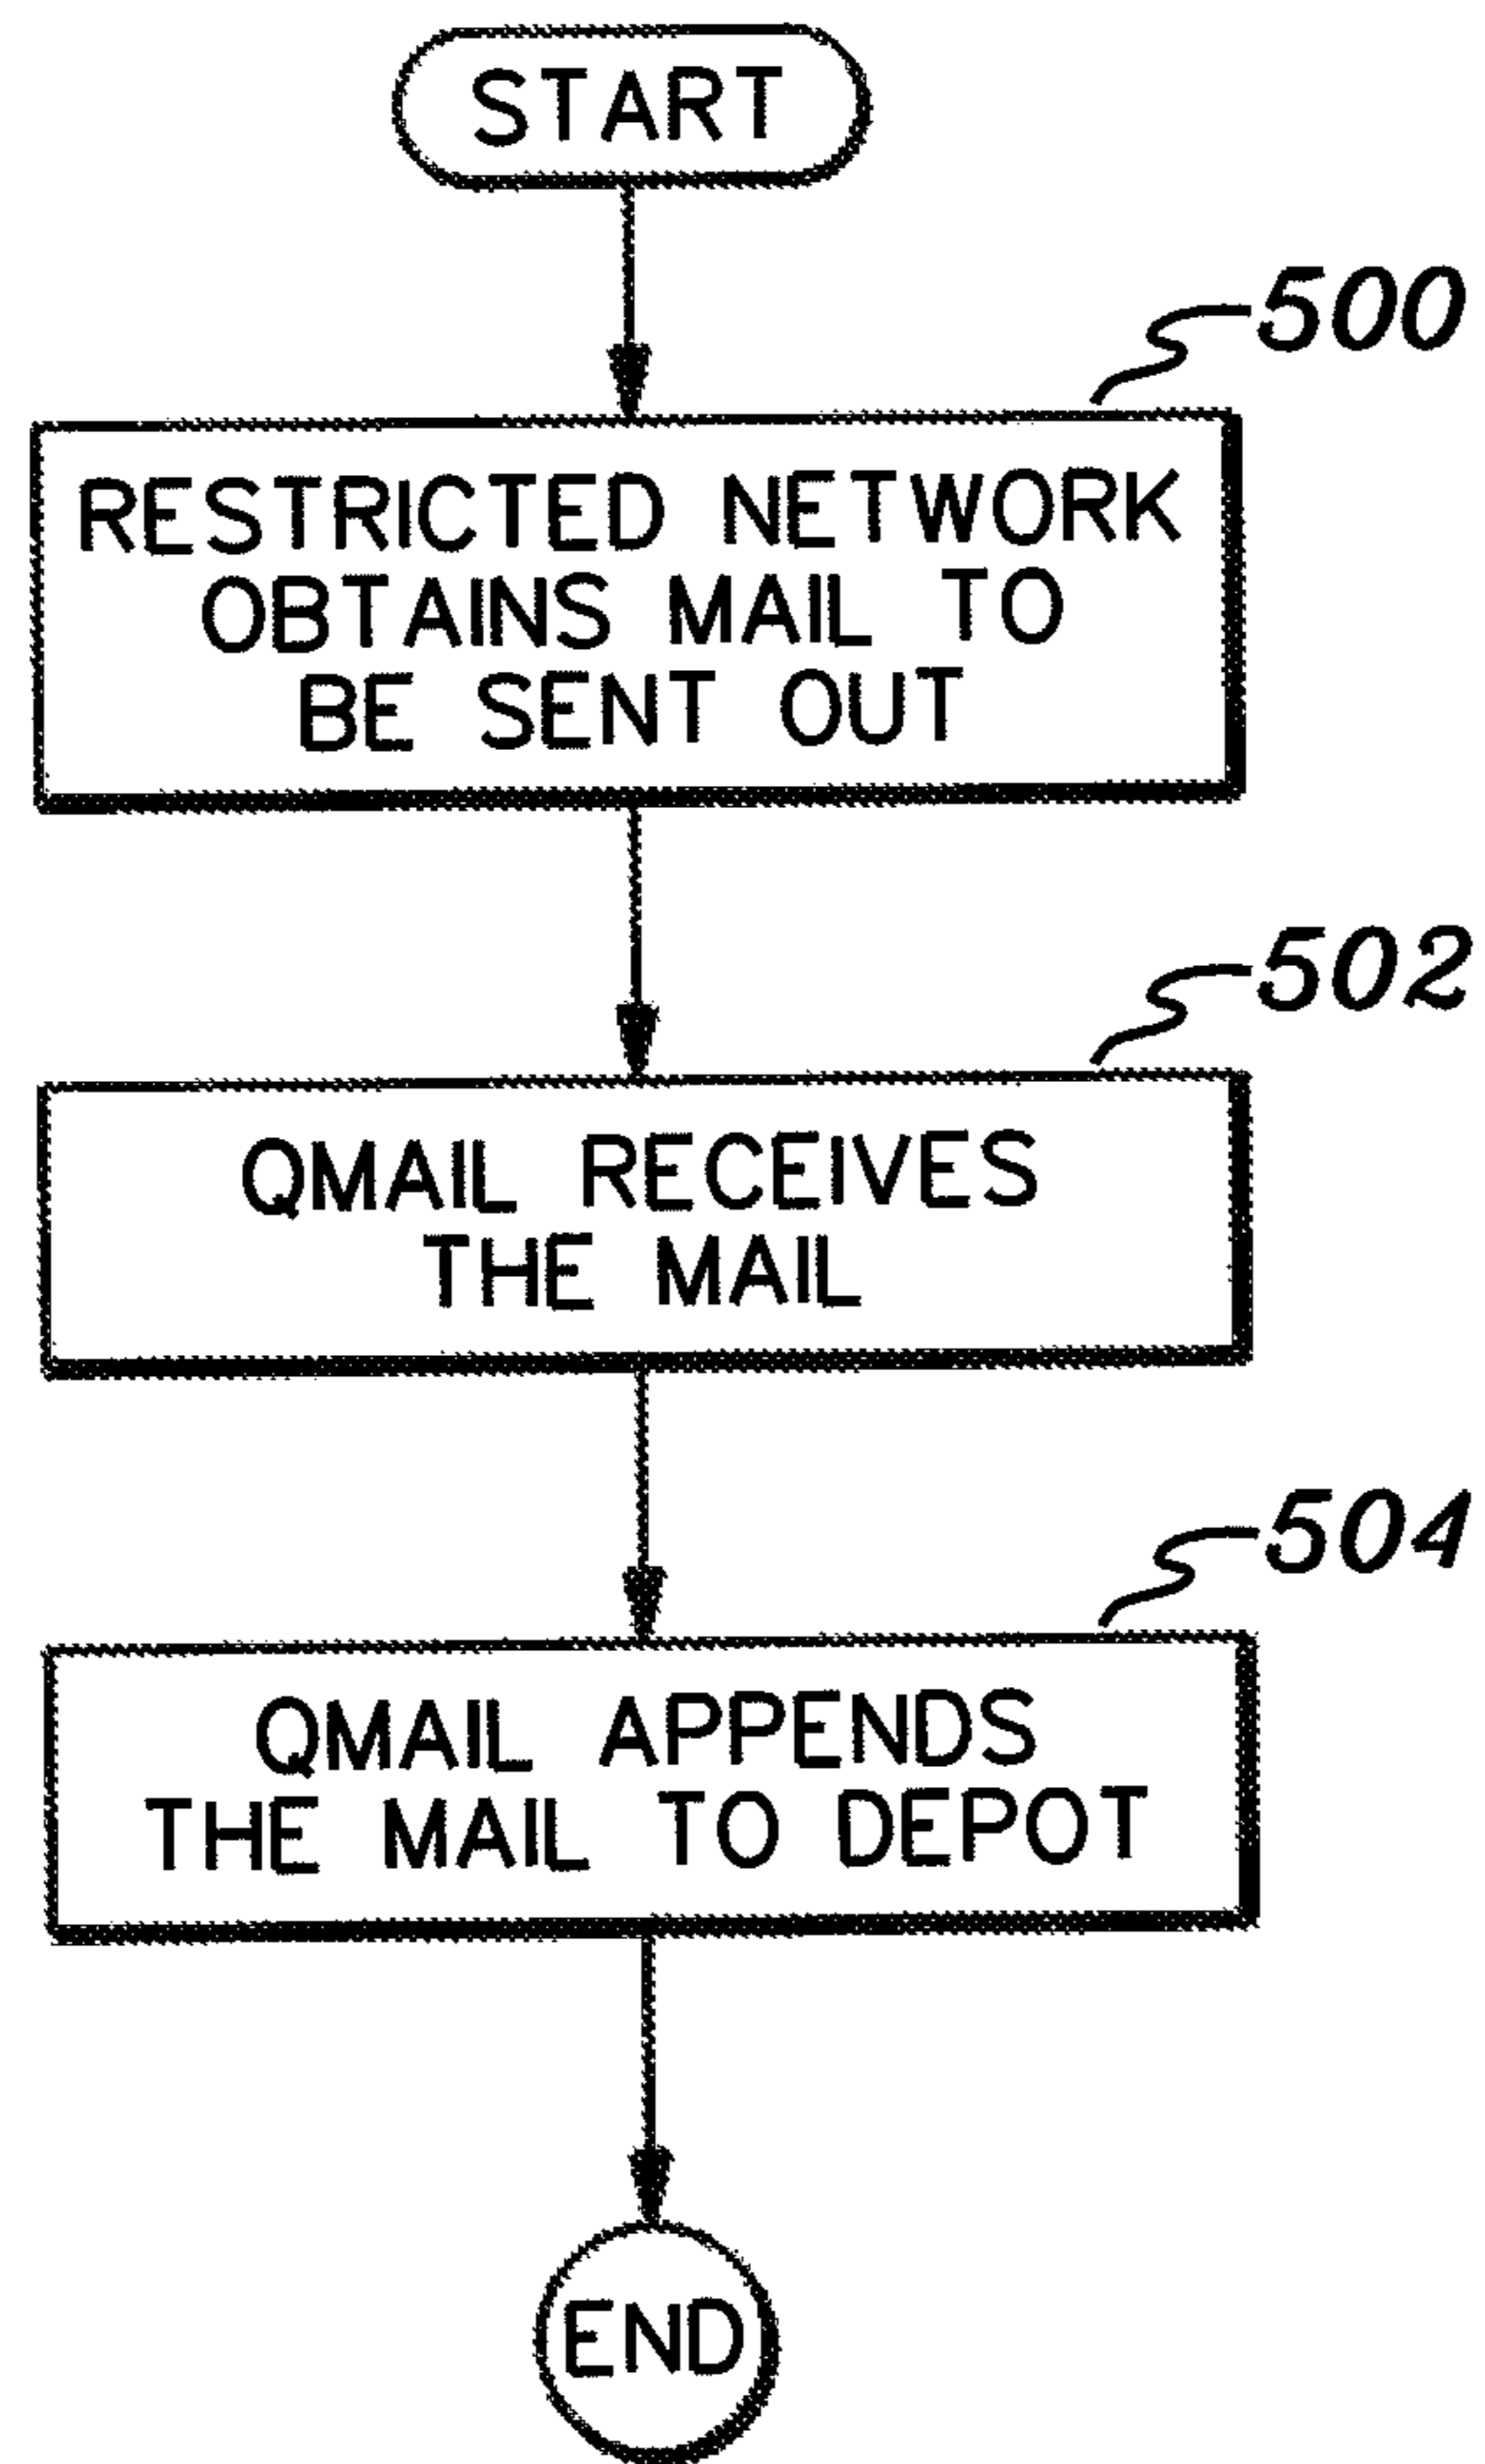 START
500
RESTRICTED NETWORK
OBTAINS MAIL TO
BE SENT OUT
502
QMAIL RECEIVES
THE MAIL
504
QMAIL APPENDS
THE MAIL TO DEPOT
END